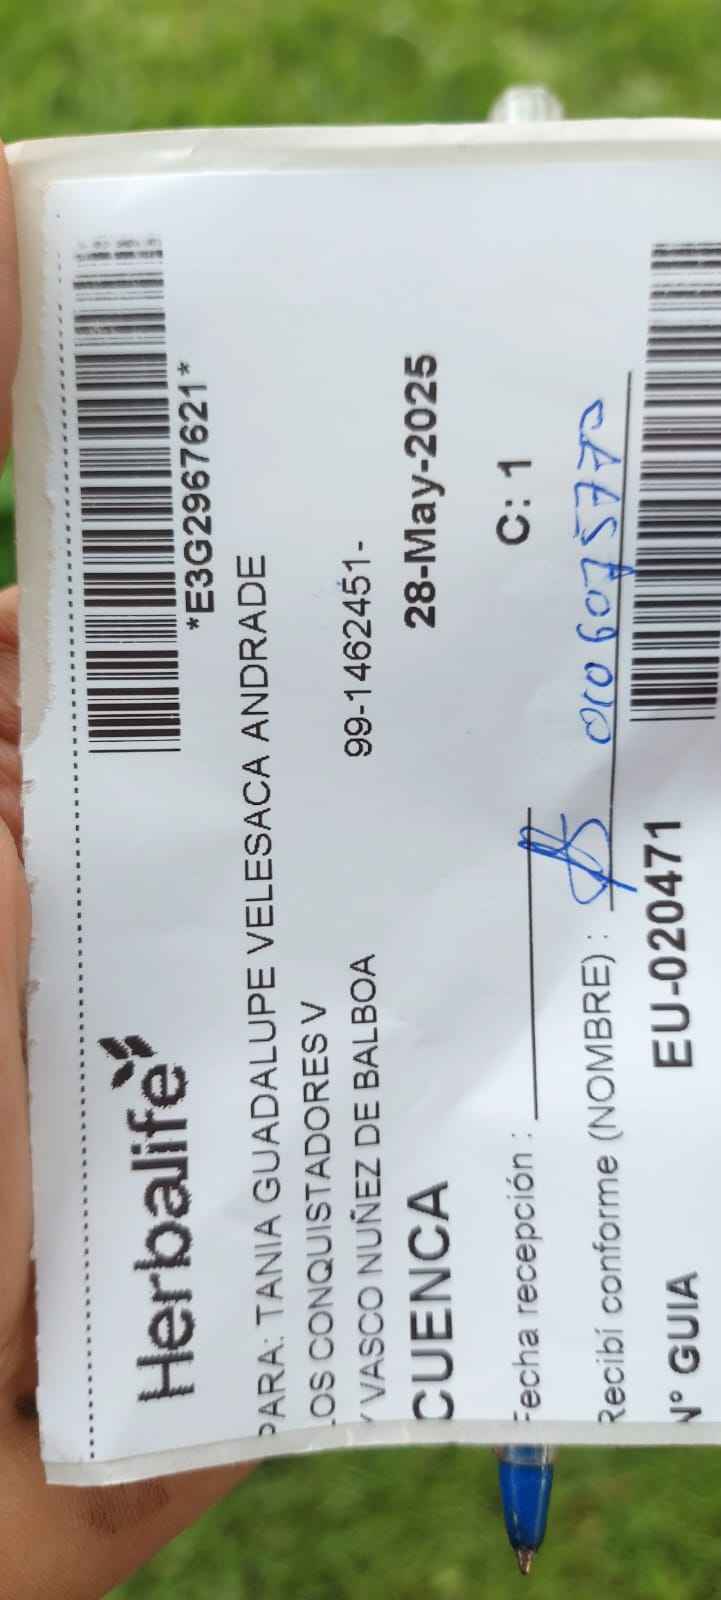 *E3G2967621*
Herbalife
PARA: TANIA GUADALUPE VELESACA ANDRADE
LOS CONQUISTADORES V
Y VASCO NUÑEZ DE BALBOA 99-1462451-
CUENCA 28-May-2025
Fecha recepción : C: 1
Recibí conforme (NOMBRE) : 0106075770
N° GUIA EU-020471